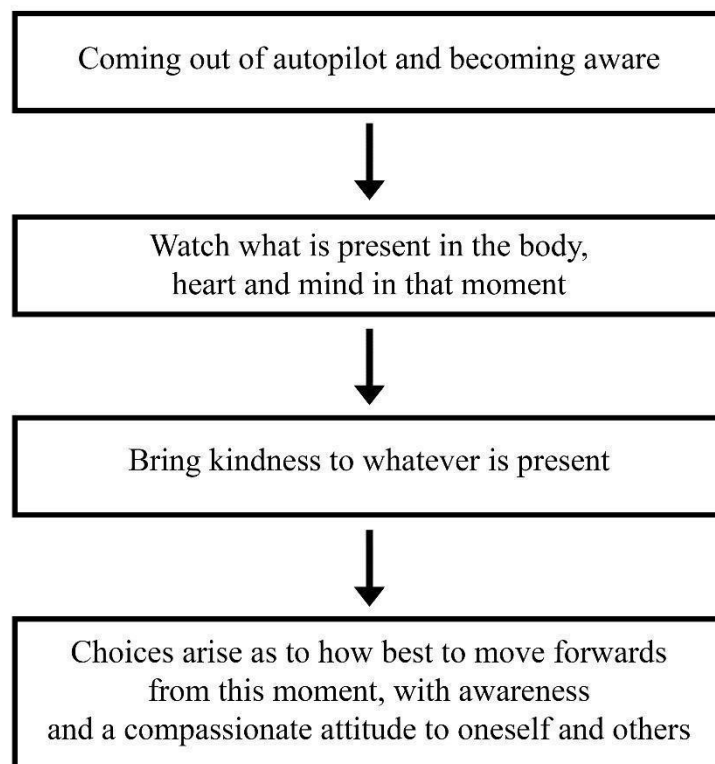 Coming out of autopilot and becoming aware
Watch what is present in the body,
heart and mind in that moment
Bring kindness to whatever is present
Choices arise as to how best to move forwards
from this moment, with awareness
and a compassionate attitude to oneself and others